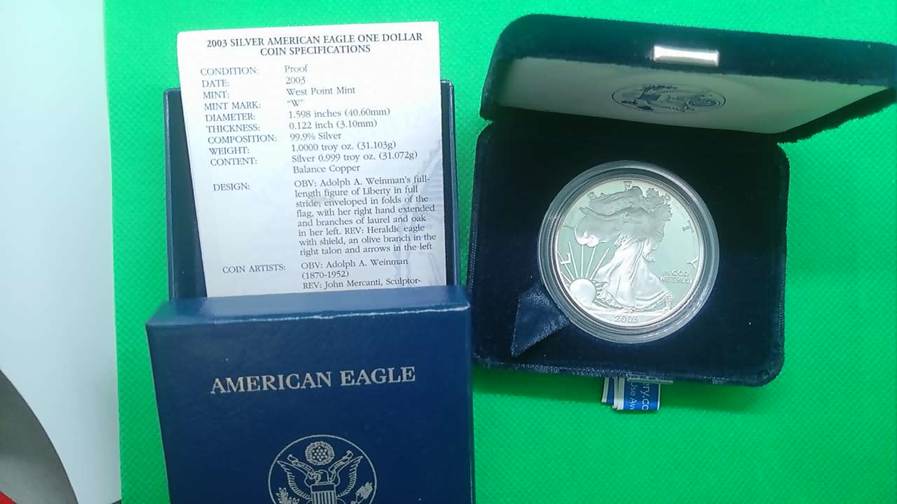 2003 SILVER AMERICAN EAGLE ONE DOLLAR
COIN SPECIFICATIONS
CONDITION: Proof
DATE: 2003
MINT: West Point Mint
MINT MARK: "W"
DIAMETER: 1.598 inches (40.60mm)
THICKNESS: 0.122 inch (3.10mm)
COMPOSITION: 99.9% Silver
WEIGHT: 1.0000 troy oz. (31.103g)
CONTENT: Silver 0.999 troy oz. (31.072g)
Balance Copper
DESIGN: OBV: Adolph A. Weinman's full-
length figure of Liberty in full
stride, enveloped in folds of the
flag, with her right hand extended
and branches of laurel and oak
in her left. REV: Heraldic eagle
with shield, an olive branch in the
right talon and arrows in the left
COIN ARTISTS: OBV: Adolph A. Weinman
(1870-1952)
REV: John Mercanti, Sculptor-
AMERICAN EAGLE
L I B E R T Y
IN GOD
WE TRUST
2003